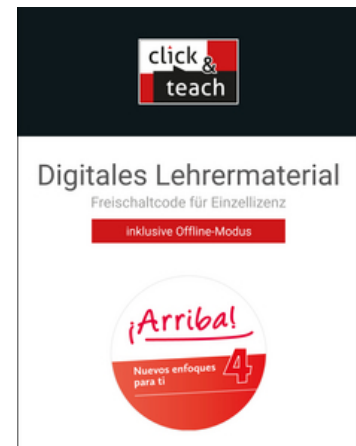 click &
teach
Digitales Lehrermaterial
Freischaltcode für Einzellizenz
inklusive Offline-Modus
¡Arriba!
Nuevos enfoques
para ti
4